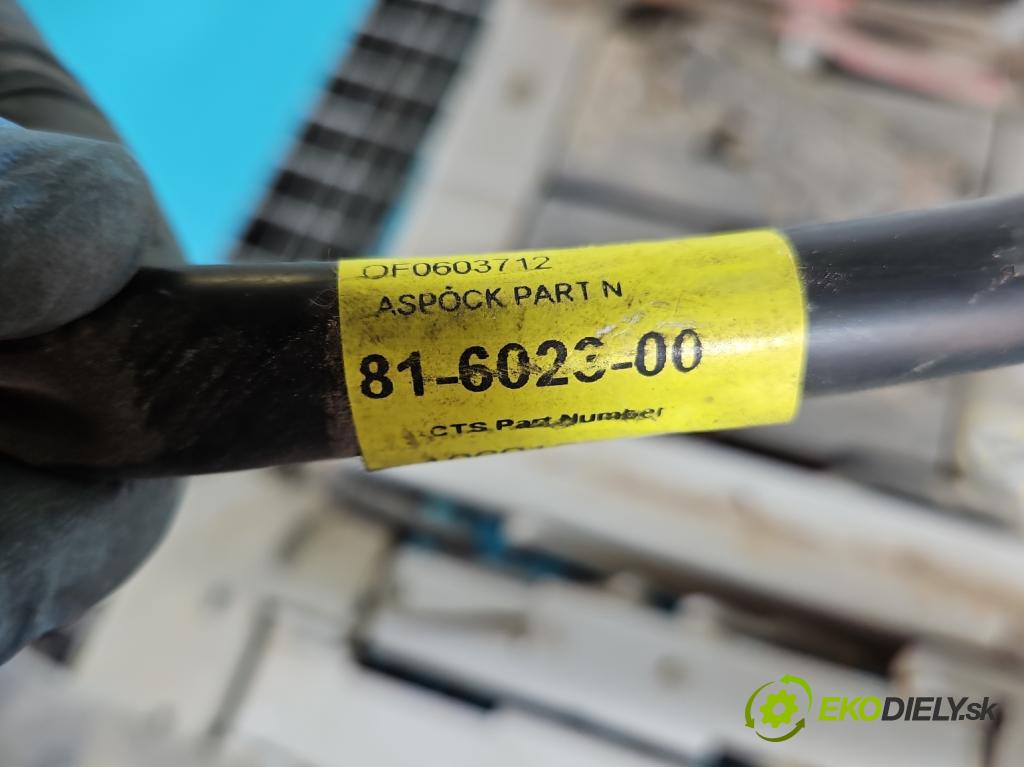 OF0603712
ASPÖCK PART N
81-6023-00
CTS Part Number
EKODIELY.sk